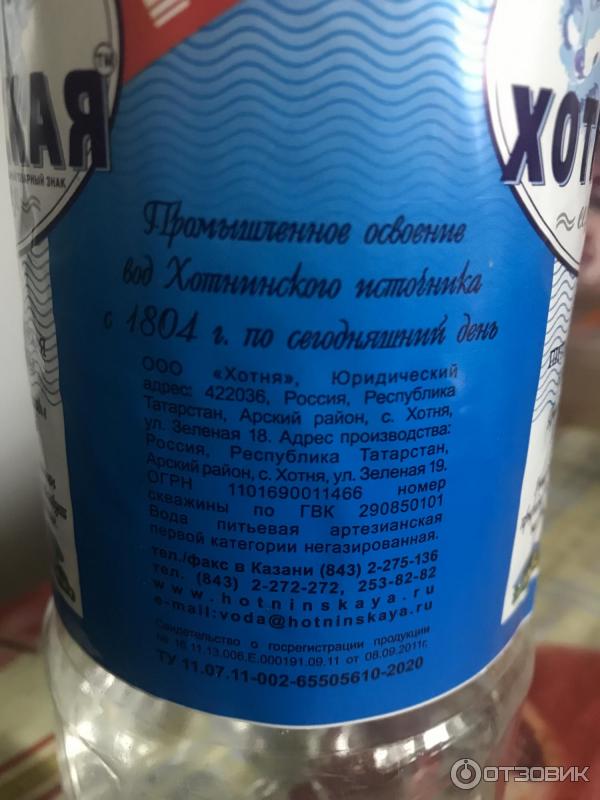 КАЯ
TM
ТОВАРНЫЙ ЗНАК
ХОТ
Промышленное освоение
вод Хотнинского источника
с 1804 г. по сегодняшний день
ООО «Хотня», Юридический
адрес: 422036, Россия, Республика
Татарстан, Арский район, с. Хотня,
ул. Зеленая 18. Адрес производства:
Россия, Республика Татарстан,
Арский район, с. Хотня, ул. Зеленая 19.
ОГРН 1101690011466 номер
скважины по ГВК 290850101
Вода питьевая артезианская
первой категории негазированная.
тел./факс в Казани (843) 2-275-136
тел. (843) 2-272-272, 253-82-82
www.hotninskaya.ru
e-mail:voda@hotninskaya.ru
Свидетельство о госрегистрации продукции
№ 16.11.13.006.Е.000191.09.11 от 08.09.2011г.
ТУ 11.07.11-002-65505610-2020
ОТЗОВИК